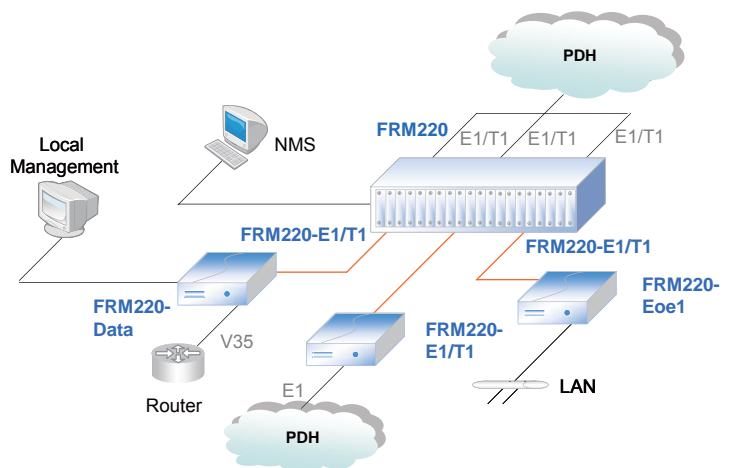 PDH
FRM220
E1/T1
E1/T1
E1/T1
NMS
Local
Management
FRM220-E1/T1
FRM220-E1/T1
FRM220-
Data
FRM220-
Eoe1
FRM220-
E1/T1
V35
Router
E1
LAN
PDH